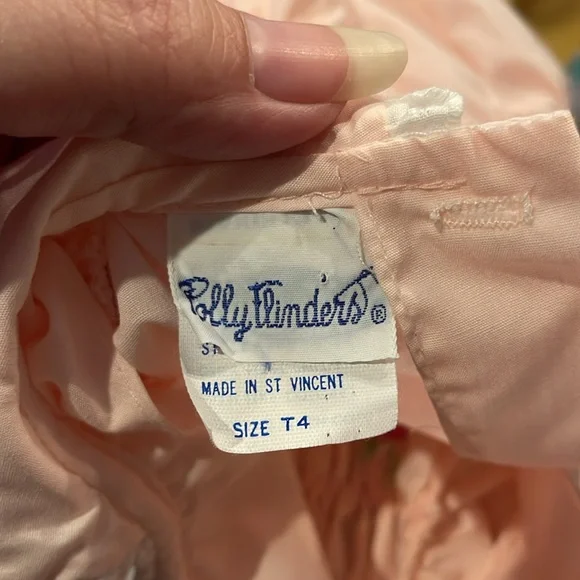 Polly Flinders ®
MADE IN ST VINCENT
SIZE T4